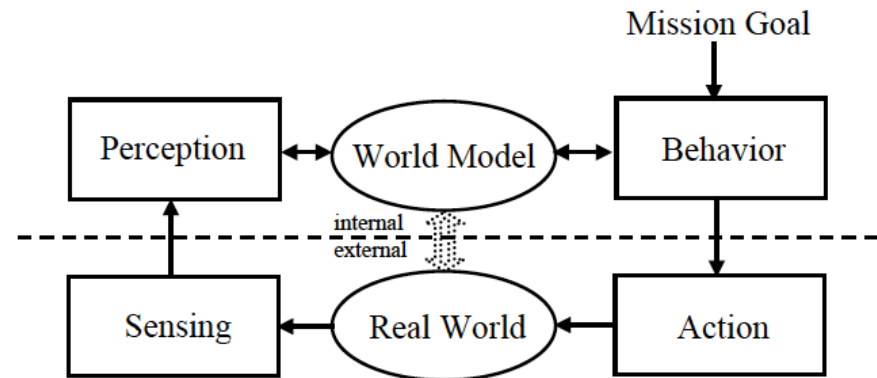 Mission Goal
Perception
World Model
Behavior
internal
external
Sensing
Real World
Action